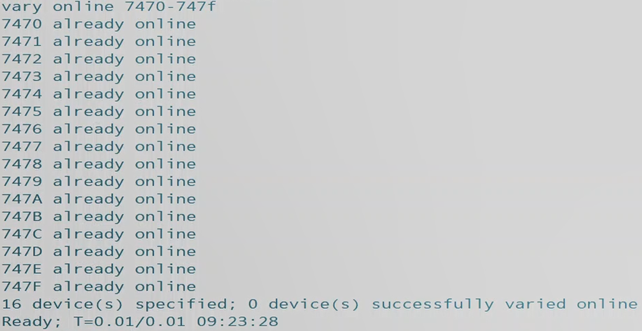 vary online 7470-747f
7470 already online
7471 already online
7472 already online
7473 already online
7474 already online
7475 already online
7476 already online
7477 already online
7478 already online
7479 already online
747A already online
747B already online
747C already online
747D already online
747E already online
747F already online
16 device(s) specified; 0 device(s) successfully varied online
Ready; T=0.01/0.01 09:23:28